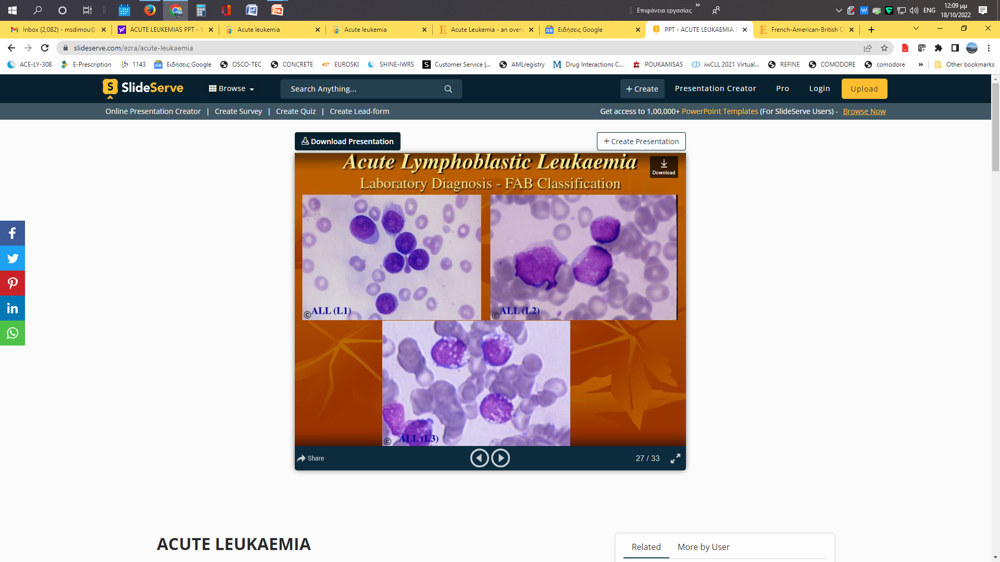 Επιφάνεια εργασίας
»
ENG
12:09 μμ
18/10/2022
Inbox (2,082) - msdimou@
ACUTE LEUKEMIAS PPT - Y
Acute leukemia
Acute leukemia
Acute Leukemia - an over
Ειδήσεις Google
PPT - ACUTE LEUKAEMIA P
French-American-British C
slideserve.com/ezra/acute-leukaemia
ACE-LY-308
E-Prescription
1143
Ειδήσεις Google
OSCO-TEC
CONCRETE
EUROSKI
SHINE-IWRS
Customer Service |...
AMLregistry
Drug Interactions C...
POUKAMISAS
iwCLL 2021 Virtual...
REFINE
COMODORE
comodore
»
Other bookmarks
SlideServe
Browse
Search Anything...
+ Create
Presentation Creator
Pro
Login
Upload
Online Presentation Creator | Create Survey | Create Quiz | Create Lead-form
Get access to 1,00,000+ PowerPoint Templates (For SlideServe Users) - Browse Now
Download Presentation
+ Create Presentation
Acute Lymphoblastic Leukaemia
Download
Laboratory Diagnosis - FAB Classification
© ALL (L1)
© ALL (L2)
© ALL (L3)
Share
27 / 33
ACUTE LEUKAEMIA
Related
More by User